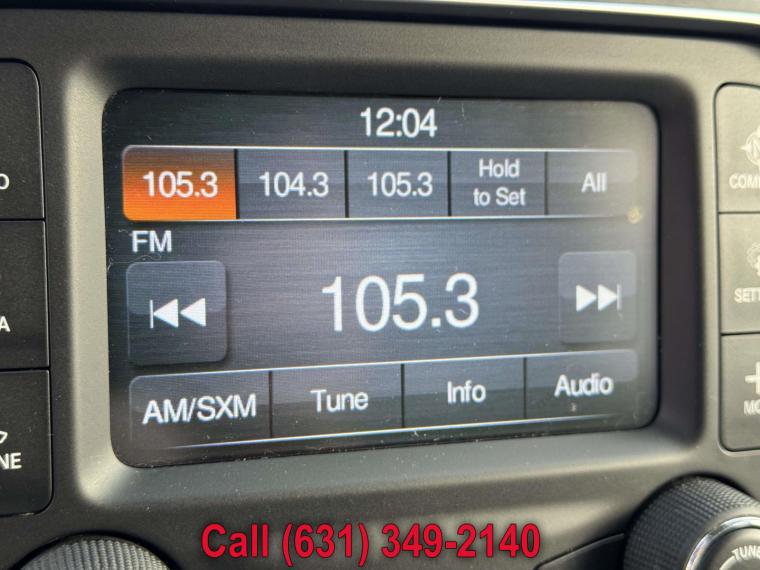 12:04
105.3 104.3 105.3 Hold to Set All
FM
105.3
AM/SXM Tune Info Audio
TUNE
Call (631) 349-2140